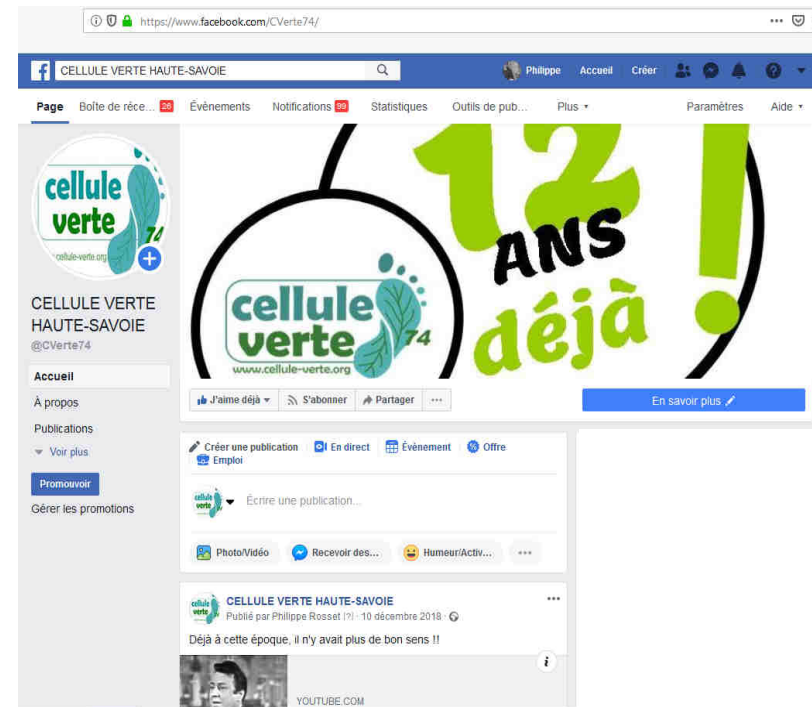 https://www.facebook.com/CVerte74/
CELLULE VERTE HAUTE-SAVOIE
Philippe Accueil Créer
Page Boîte de réce... 26 Évènements Notifications 99 Statistiques Outils de pub... Plus Paramètres Aide
cellule
verte
74
cellule-verte.org
CELLULE VERTE
HAUTE-SAVOIE
@CVerte74
Accueil
À propos
Publications
Voir plus
Promouvoir
Gérer les promotions
12
ANS
déjà !
cellule
verte
74
www.cellule-verte.org
J'aime déjà S'abonner Partager ...
En savoir plus
Créer une publication En direct Évènement Offre
Emploi
cellule
verte
Écrire une publication...
Photo/Vidéo Recevoir des... Humeur/Activ... ...
cellule
verte
CELLULE VERTE HAUTE-SAVOIE
Publié par Philippe Rosset [?] · 10 décembre 2018 ·
Déjà à cette époque, il n'y avait plus de bon sens !!
i
YOUTUBE.COM